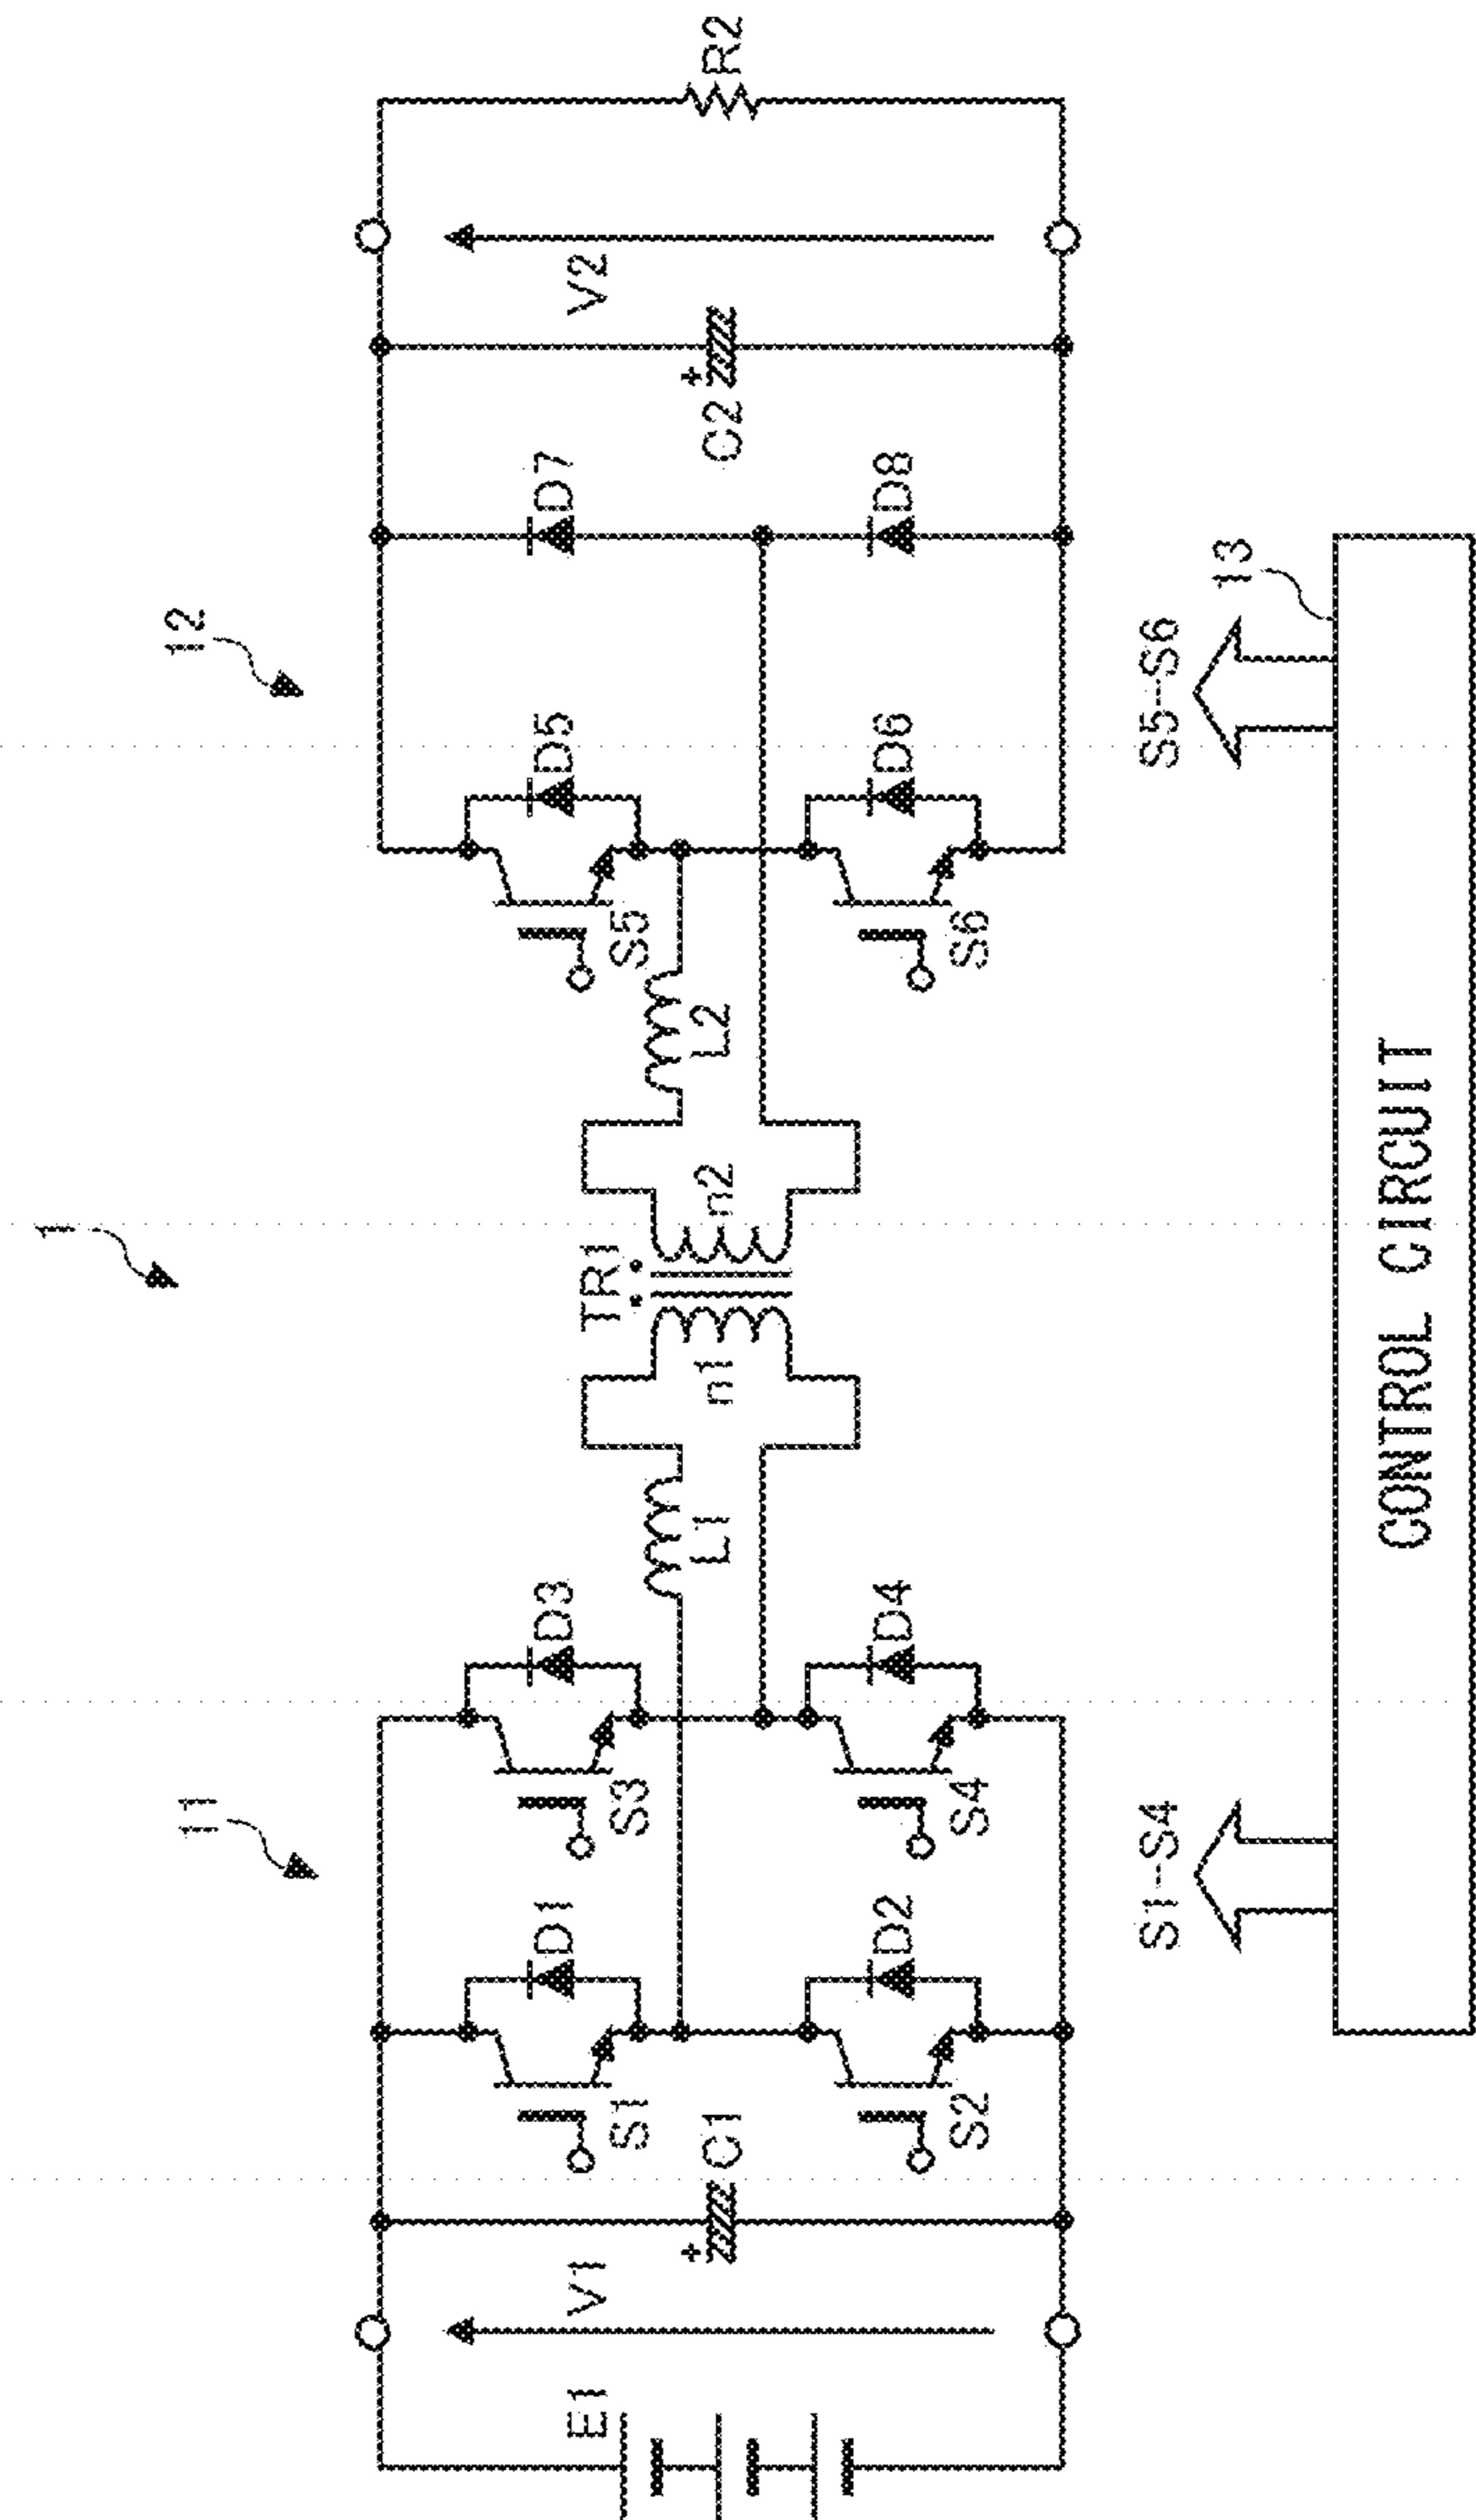 1
11
12
E1
V1
C1
S1
D1
S2
D2
S3
D3
S4
D4
L1
n1
TR1
n2
L2
S5
D5
S6
D6
D7
D8
C2
V2
R2
+
+
S1-S4
S5-S6
13
CONTROL CIRCUIT